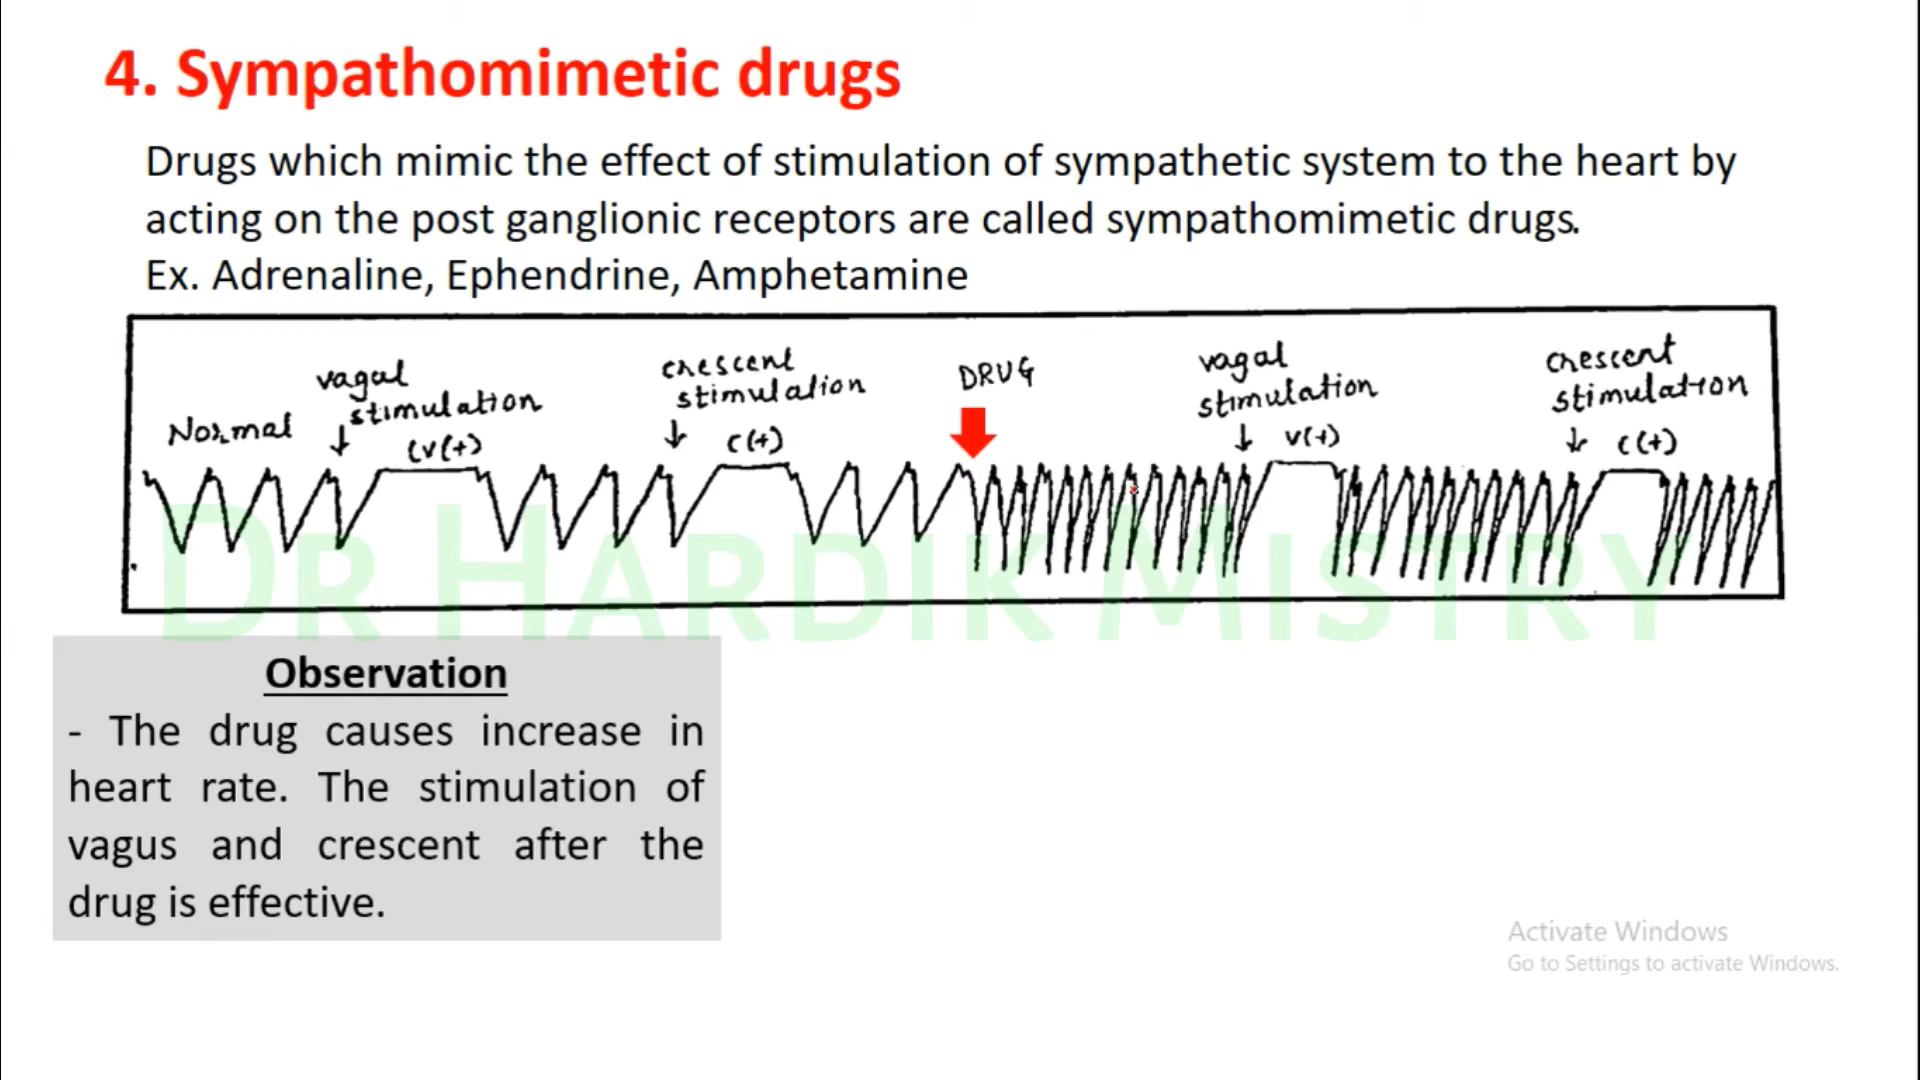 4. Sympathomimetic drugs
Drugs which mimic the effect of stimulation of sympathetic system to the heart by
acting on the post ganglionic receptors are called sympathomimetic drugs.
Ex. Adrenaline, Ephendrine, Amphetamine
Normal
vagal
stimulation
(v(+)
crescent
stimulation
c(+)
DRUG
vagal
stimulation
v(+)
crescent
stimulation
c(+)
DR HARDIK MISTRY
Observation
- The drug causes increase in
heart rate. The stimulation of
vagus and crescent after the
drug is effective.
Activate Windows
Go to Settings to activate Windows.